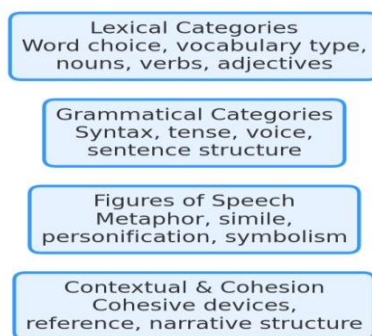 Lexical Categories
Word choice, vocabulary type,
nouns, verbs, adjectives
Grammatical Categories
Syntax, tense, voice,
sentence structure
Figures of Speech
Metaphor, simile,
personification, symbolism
Contextual & Cohesion
Cohesive devices,
reference, narrative structure